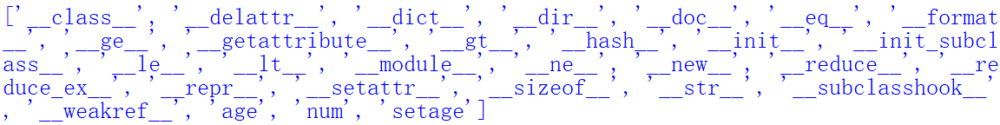 ['__class__', '__delattr__', '__dict__', '__dir__', '__doc__', '__eq__', '__format
__', '__ge__', '__getattribute__', '__gt__', '__hash__', '__init__', '__init_subcl
ass__', '__le__', '__lt__', '__module__', '__ne__', '__new__', '__reduce__', '__re
duce_ex__', '__repr__', '__setattr__', '__sizeof__', '__str__', '__subclasshook__'
, '__weakref__', 'age', 'num', 'setage']